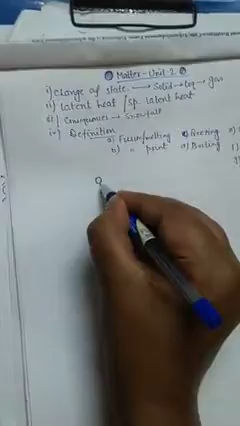 Matter - Unit 2
i) Change of state. → Solid → Liq → gas
ii) Latent heat / sp. latent heat
iii) Consequences → Snowfall
iv) Definition
a) Fusion/melting
b) " point a) Boiling